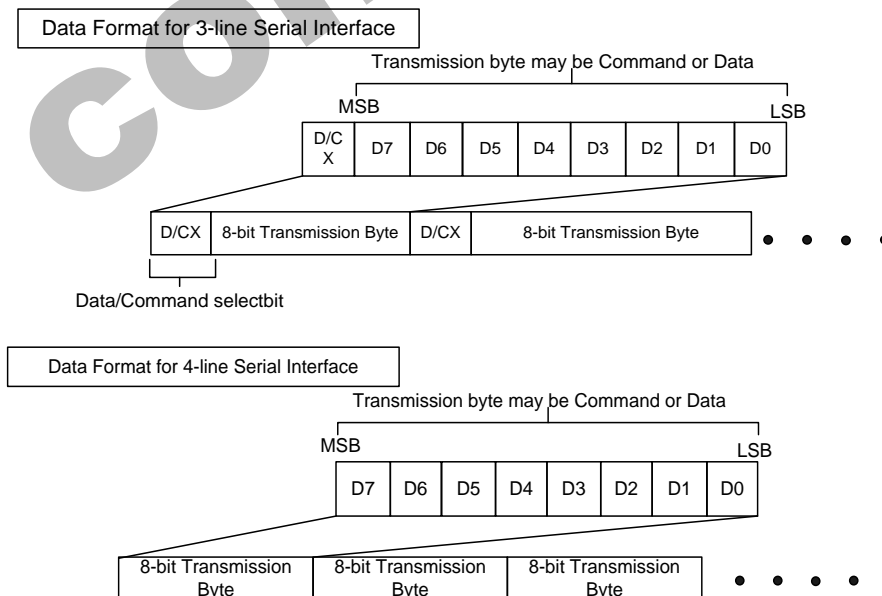 Data Format for 3-line Serial Interface
Transmission byte may be Command or Data
MSB
LSB
D/C
X
D7
D6
D5
D4
D3
D2
D1
D0
D/CX
8-bit Transmission Byte
D/CX
8-bit Transmission Byte
Data/Command selectbit
Data Format for 4-line Serial Interface
Transmission byte may be Command or Data
MSB
LSB
D7
D6
D5
D4
D3
D2
D1
D0
8-bit Transmission
Byte
8-bit Transmission
Byte
8-bit Transmission
Byte